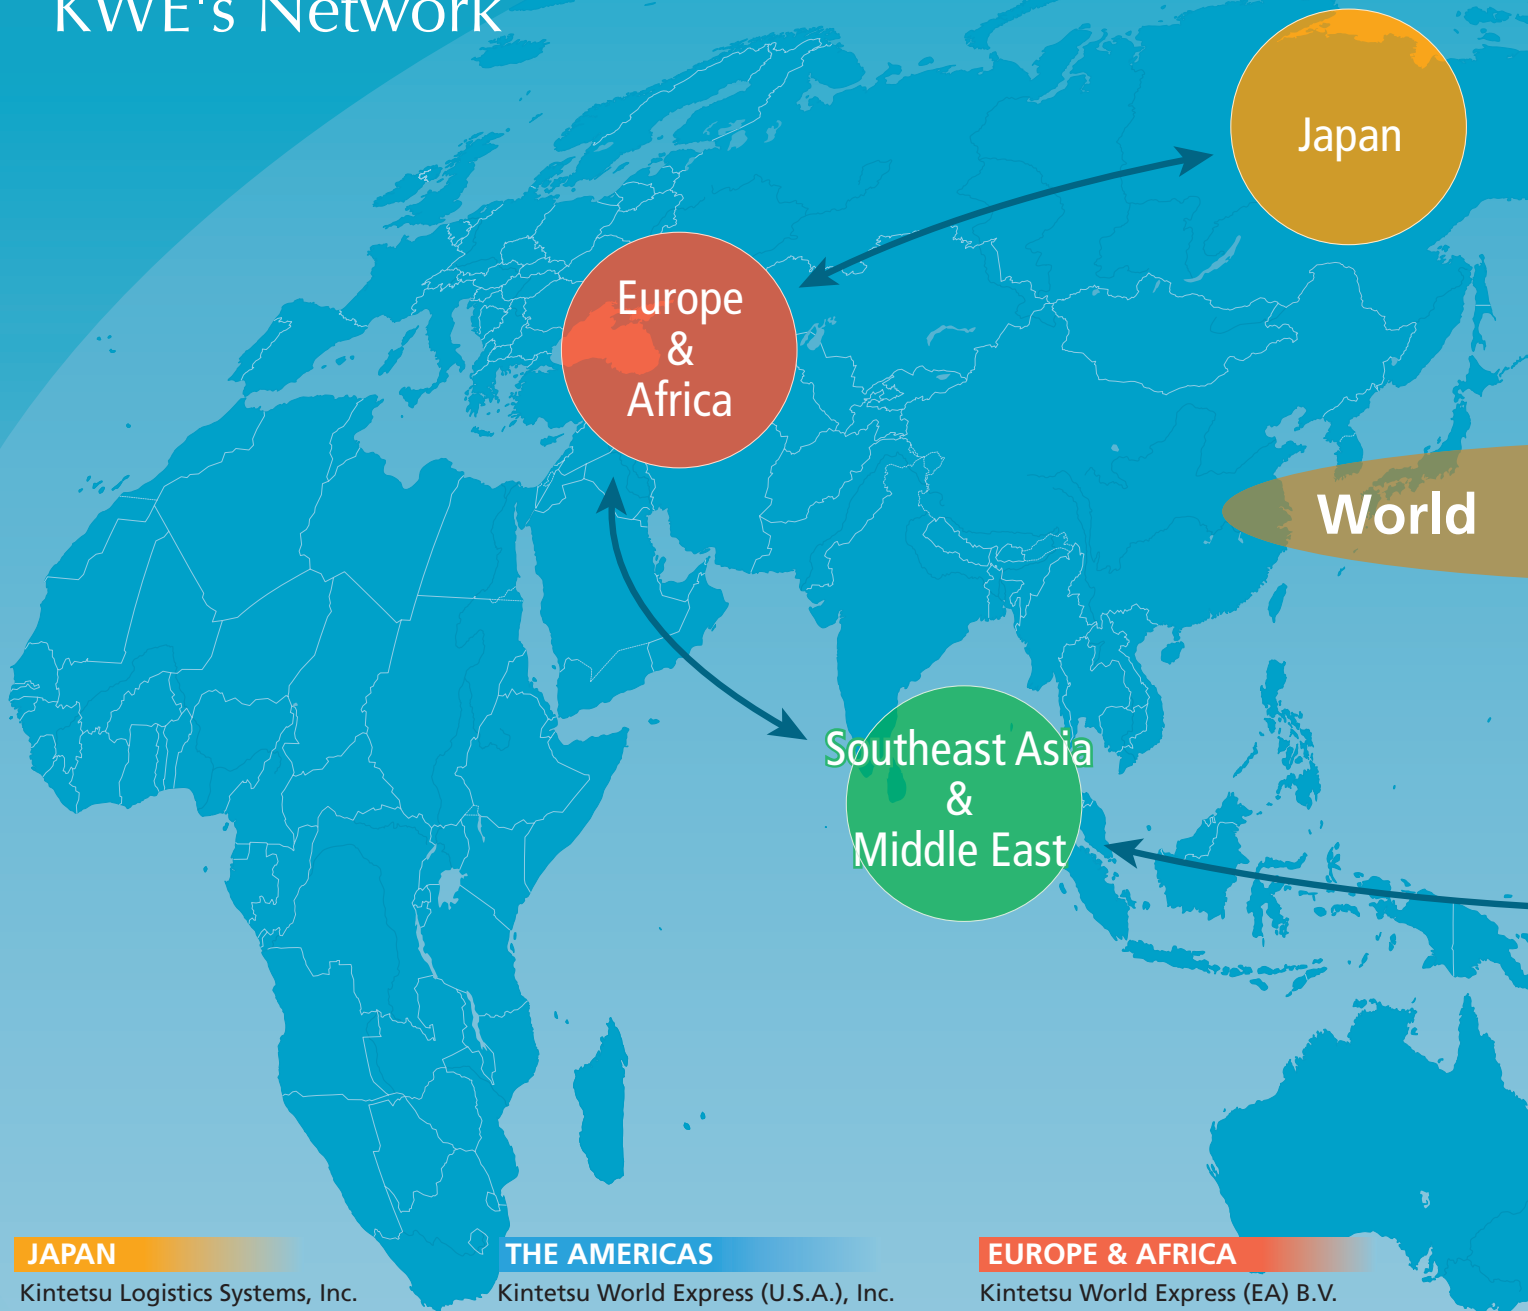 KWE's Network
Japan
Europe
&
Africa
World
Southeast Asia
&
Middle East
JAPAN
Kintetsu Logistics Systems, Inc.
THE AMERICAS
Kintetsu World Express (U.S.A.), Inc.
EUROPE & AFRICA
Kintetsu World Express (EA) B.V.